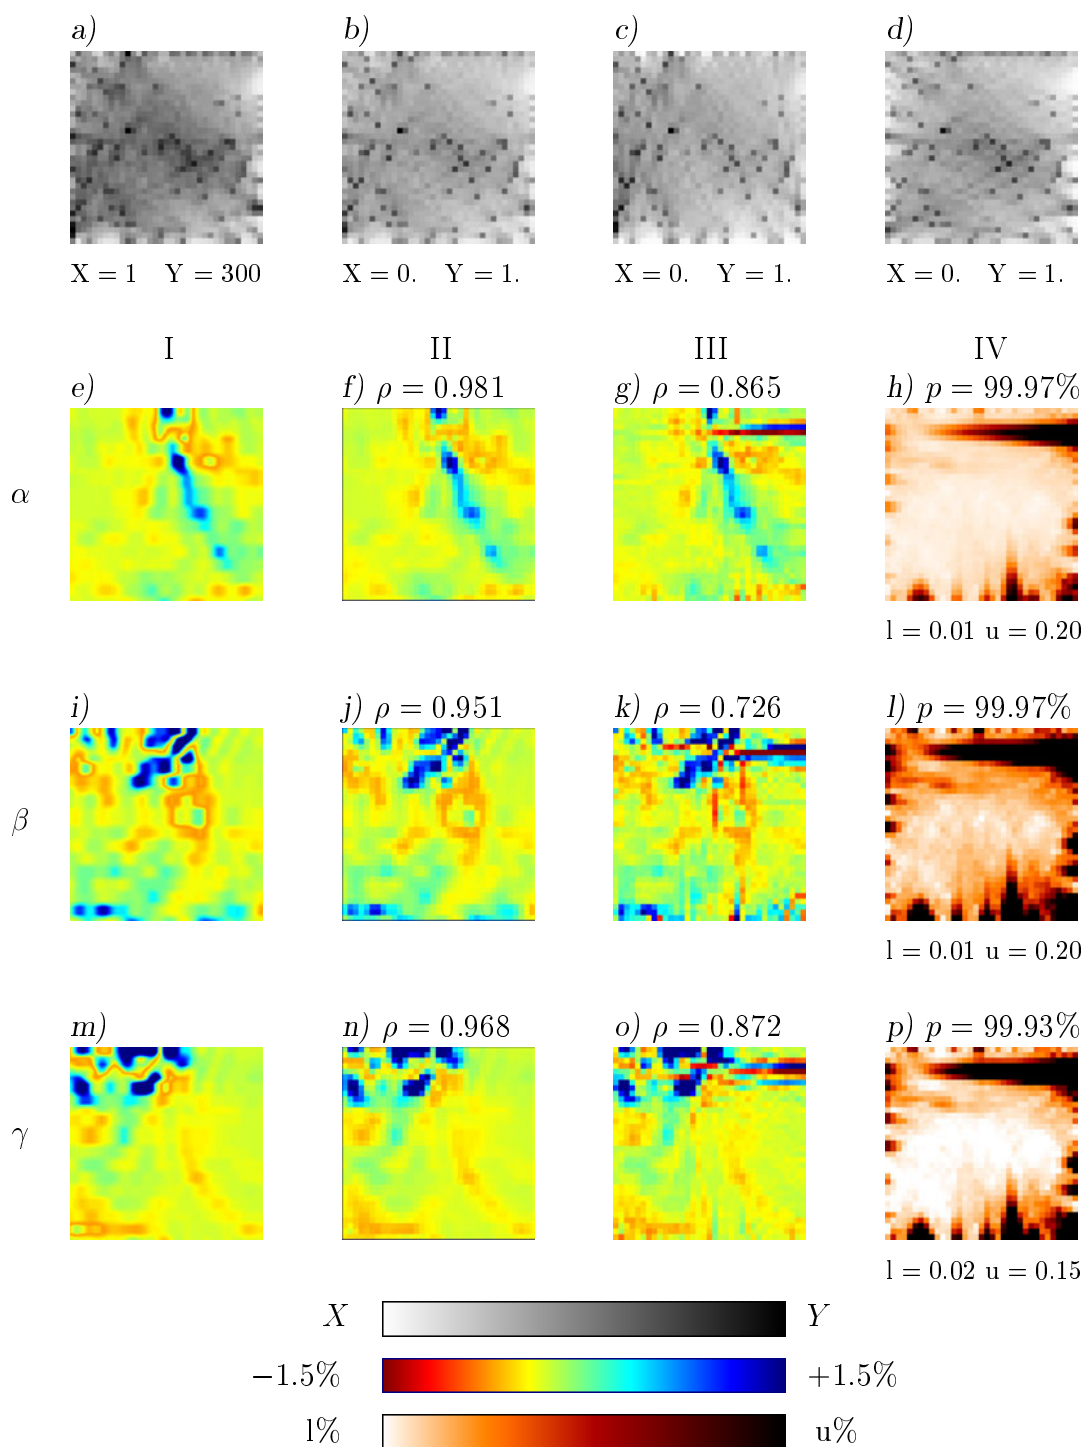 a) b) c) d)
X = 1 Y = 300 X = 0. Y = 1. X = 0. Y = 1. X = 0. Y = 1.
I II III IV
e) f) ρ = 0.981 g) ρ = 0.865 h) p = 99.97%
α
l = 0.01 u = 0.20
i) j) ρ = 0.951 k) ρ = 0.726 l) p = 99.97%
β
l = 0.01 u = 0.20
m) n) ρ = 0.968 o) ρ = 0.872 p) p = 99.93%
γ
l = 0.02 u = 0.15
X Y
−1.5% +1.5%
l% u%